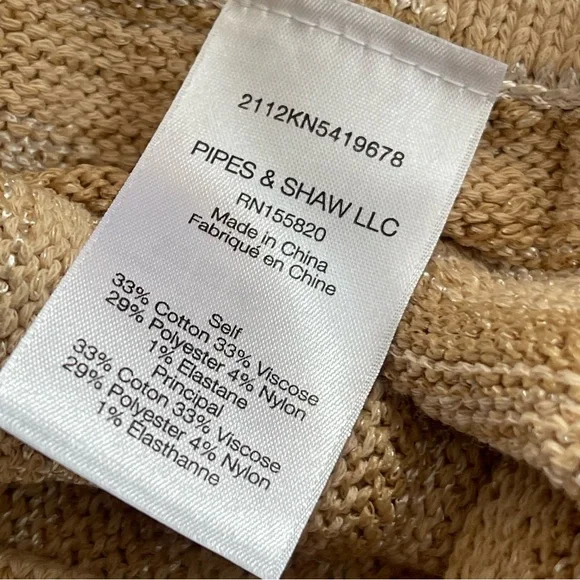 2112KN5419678
PIPES & SHAW LLC
RN155820
Made in China
Fabriqué en Chine
Self
33% Cotton 33% Viscose
29% Polyester 4% Nylon
1% Elastane
Principal
33% Coton 33% Viscose
29% Polyester 4% Nylon
1% Elasthanne